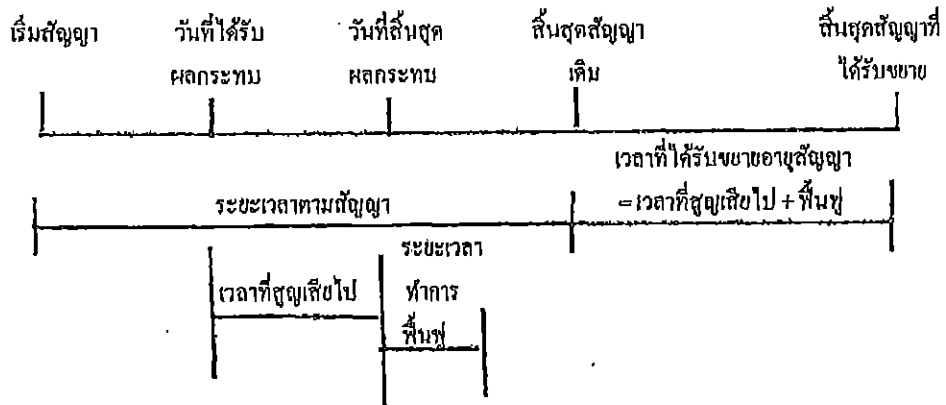 เริ่มสัญญา วันที่ได้รับ วันที่สิ้นสุด สิ้นสุดสัญญา สิ้นสุดสัญญาที่
ผลกระทบ ผลกระทบ เดิม ได้รับขยาย
เวลาที่ได้รับขยายอายุสัญญา
ระยะเวลาตามสัญญา =เวลาที่สูญเสียไป + ฟื้นฟู
ระยะเวลา
เวลาที่สูญเสียไป ทำการ
ฟื้นฟู